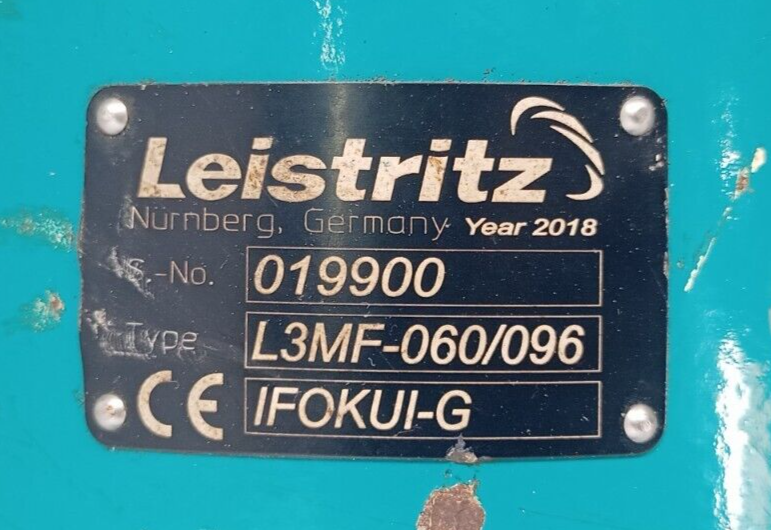 Leistritz
Nürnberg, Germany Year 2018
S.-No. 019900
Type L3MF-060/096
CE IFOKUI-G